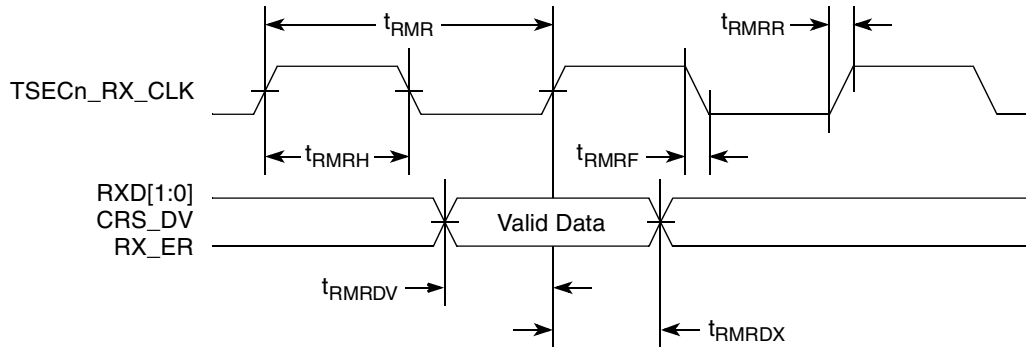 tRMR
tRMRR
TSECn_RX_CLK
tRMRH
tRMRF
RXD[1:0]
CRS_DV
RX_ER
Valid Data
tRMRDV
tRMRDX